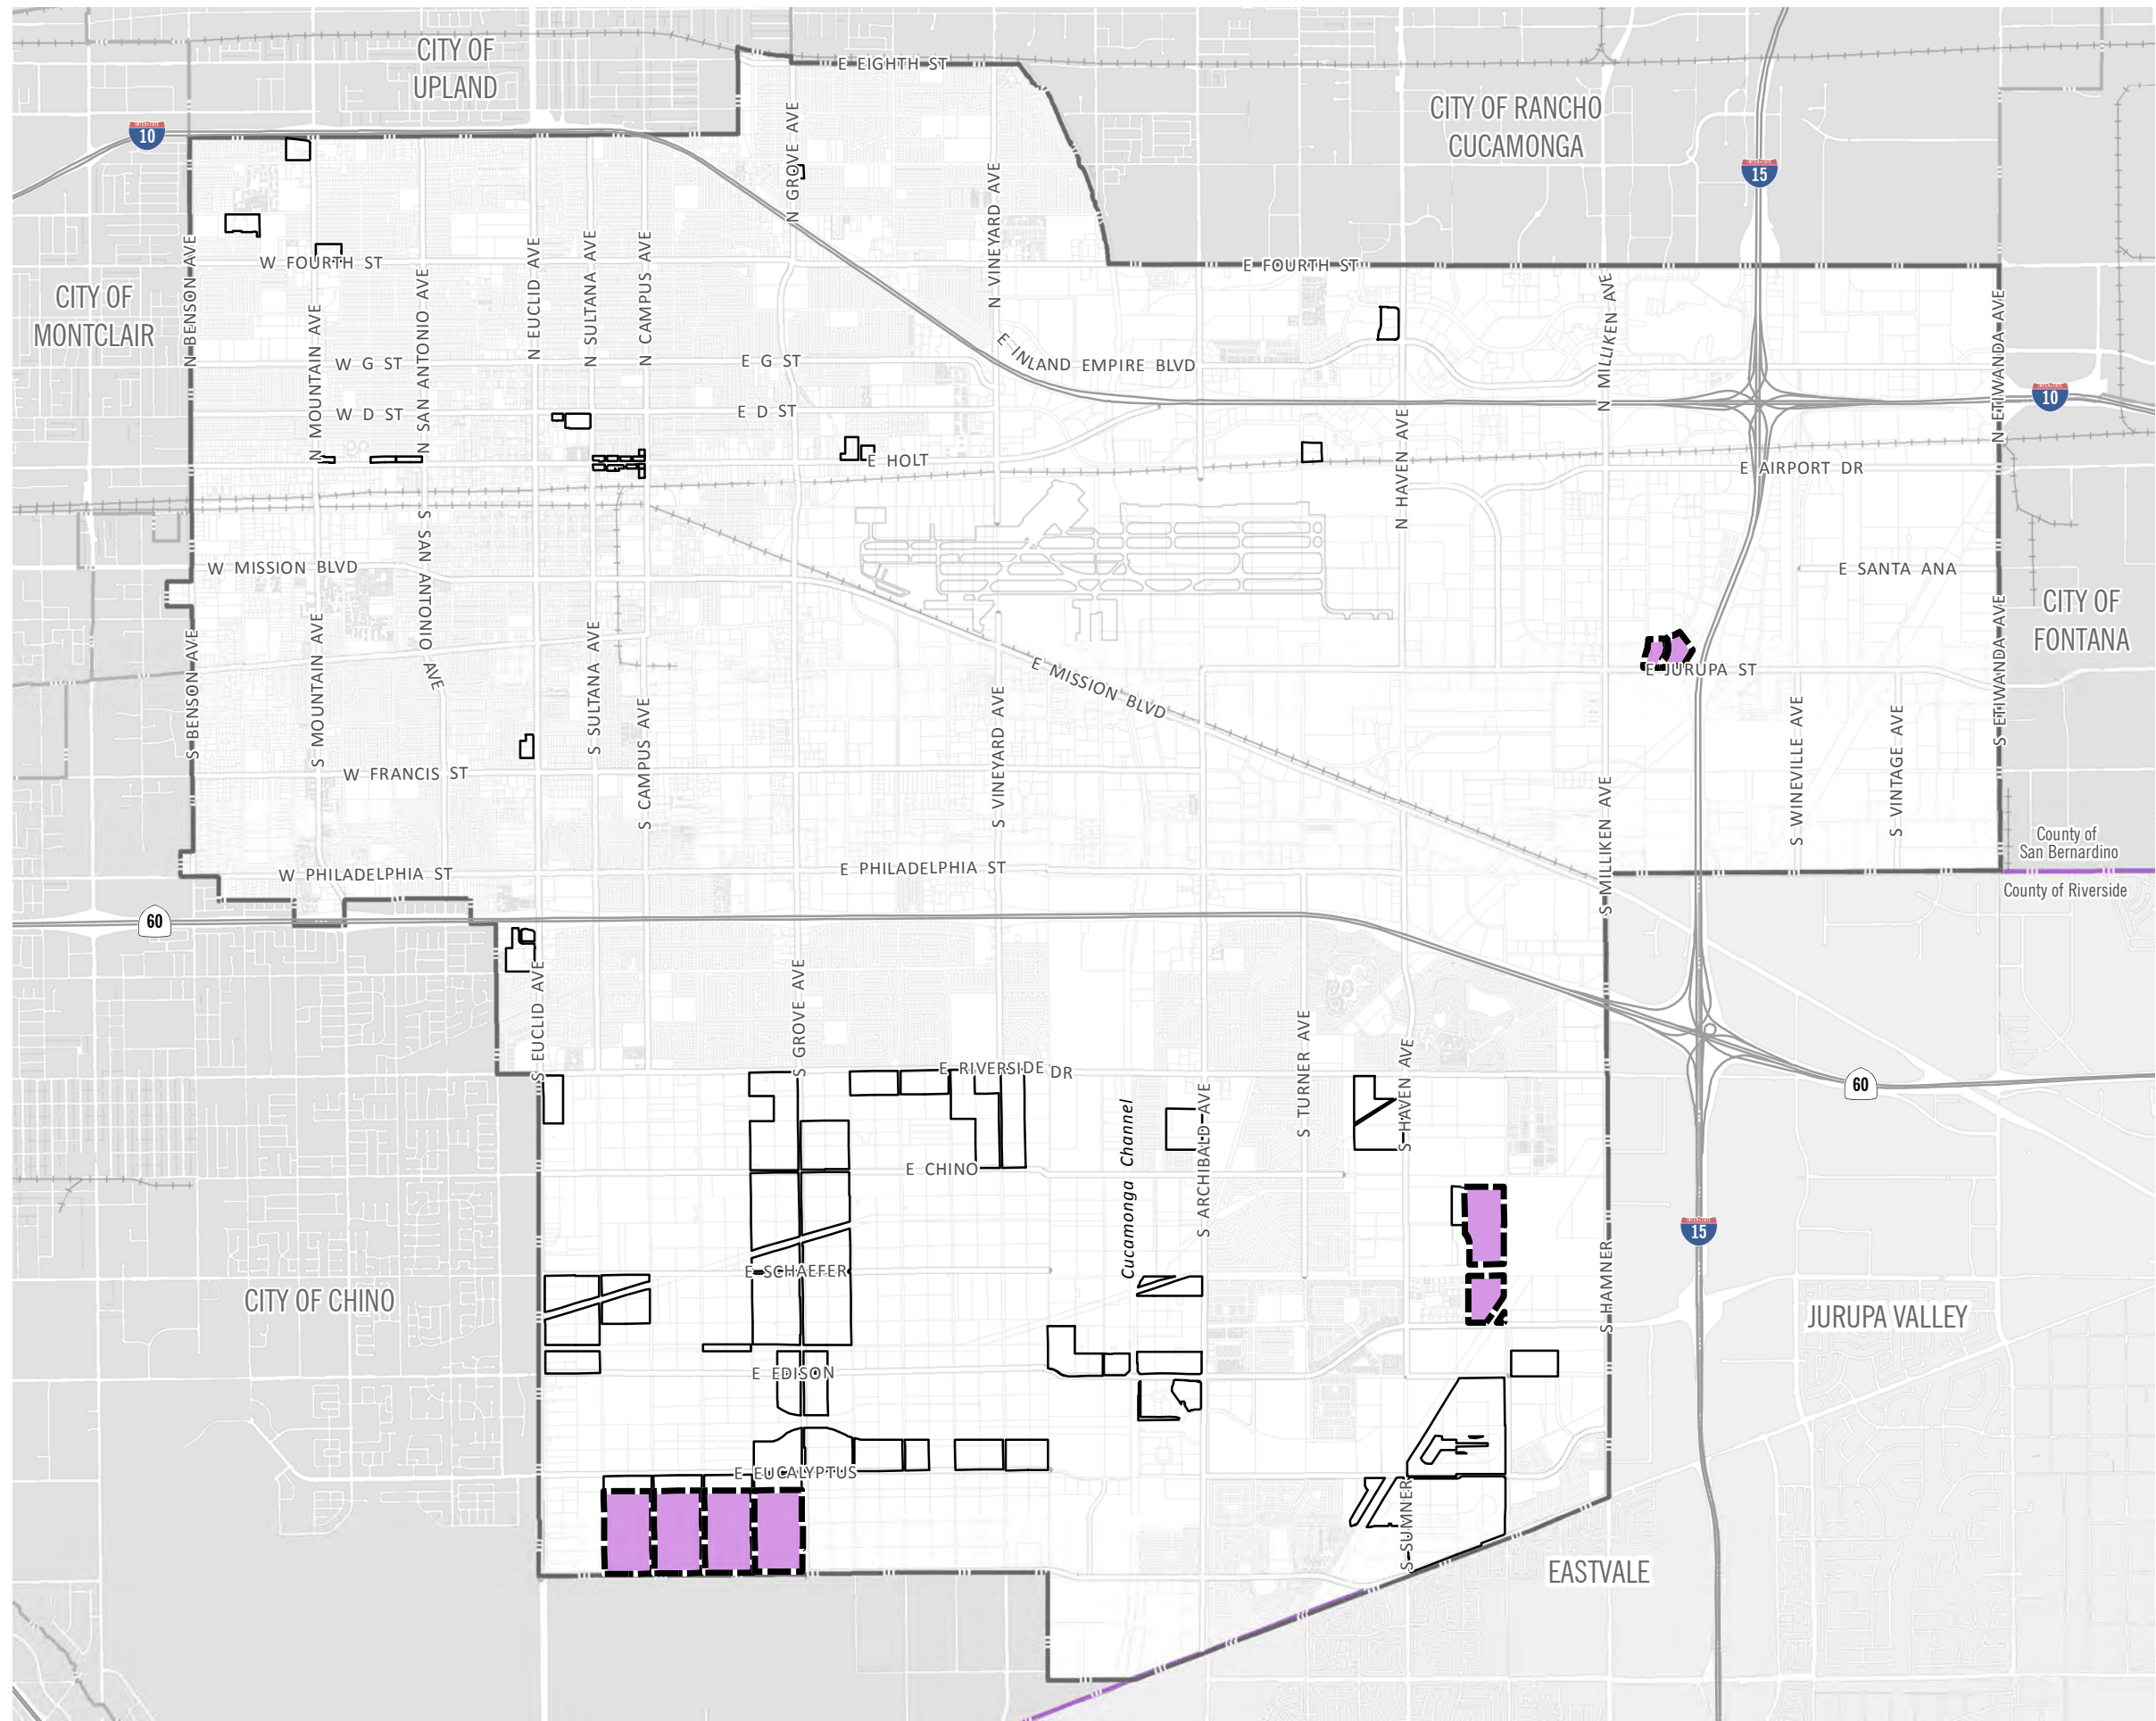 CITY OF
UPLAND
E EIGHTH ST
CITY OF RANCHO
CUCAMONGA
10
N GROVE AVE
15
N VINEYARD AVE
W FOURTH ST
E FOURTH ST
CITY OF
MONTCLAIR
N BENSON AVE
N MOUNTAIN AVE
N SAN ANTONIO AVE
N EUCLID AVE
N SULTANA AVE
N CAMPUS AVE
N MILLIKEN AVE
N ETIWANDA AVE
W G ST
E G ST
E INLAND EMPIRE BLVD
10
W D ST
E D ST
N HAVEN AVE
E HOLT
E AIRPORT DR
W MISSION BLVD
S SAN ANTONIO AVE
E SANTA ANA
CITY OF
FONTANA
S BENSON AVE
S MOUNTAIN AVE
S SULTANA AVE
S CAMPUS AVE
E MISSION BLVD
S VINEYARD AVE
E JURUPA ST
S WINEVILLE AVE
S VINTAGE AVE
S ETIWANDA AVE
W FRANCIS ST
S MILLIKEN AVE
County of
San Bernardino
W PHILADELPHIA ST
E PHILADELPHIA ST
County of Riverside
60
S EUCLID AVE
S GROVE AVE
E RIVERSIDE DR
S TURNER AVE
S HAVEN AVE
60
Cucamonga Channel
S ARCHIBALD AVE
E CHINO
15
E SCHAEFER
S HAMNER
CITY OF CHINO
JURUPA VALLEY
E EDISON
E EUCALYPTUS
S SUMNER
EASTVALE